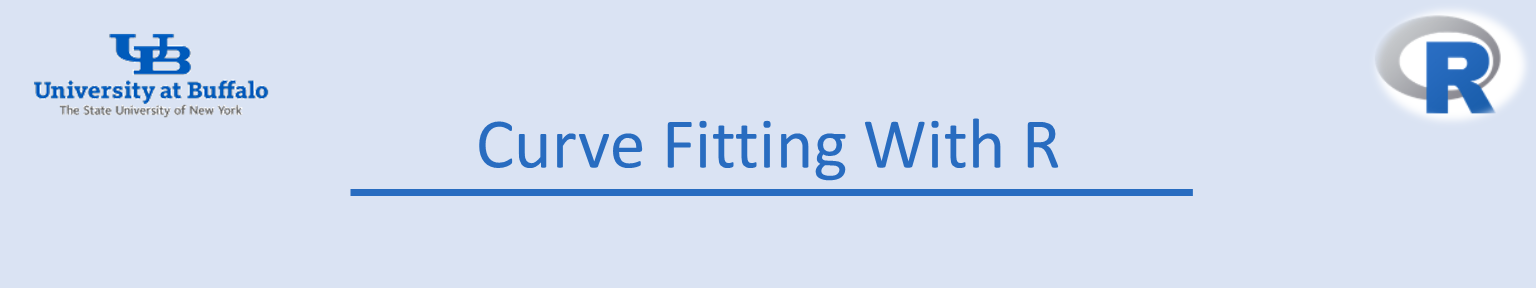 UB
University at Buffalo
The State University of New York
R
Curve Fitting With R